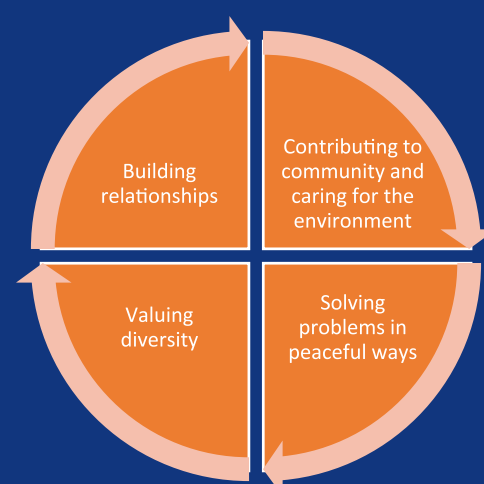 Building
relationships
Contributing to
community and
caring for the
environment
Valuing
diversity
Solving
problems in
peaceful ways